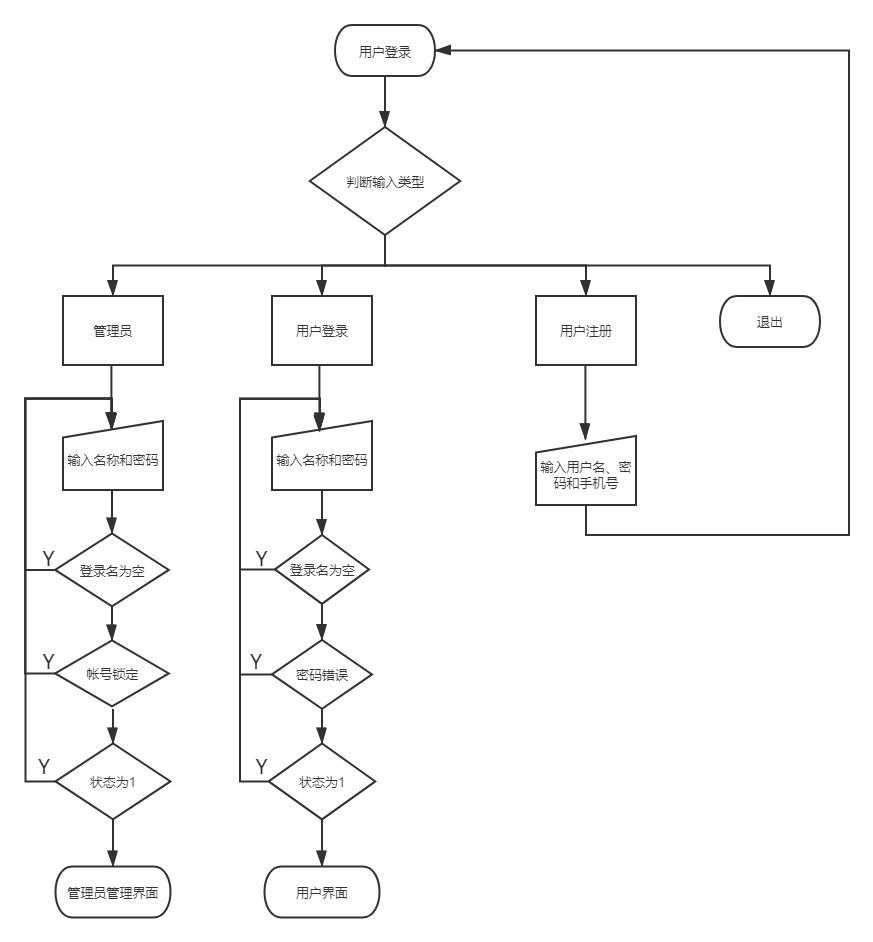 用户登录
判断输入类型
管理员
用户登录
用户注册
退出
输入名称和密码
输入名称和密码
输入用户名、密
码和手机号
Y
登录名为空
Y
登录名为空
Y
帐号锁定
Y
密码错误
Y
状态为1
Y
状态为1
管理员管理界面
用户界面